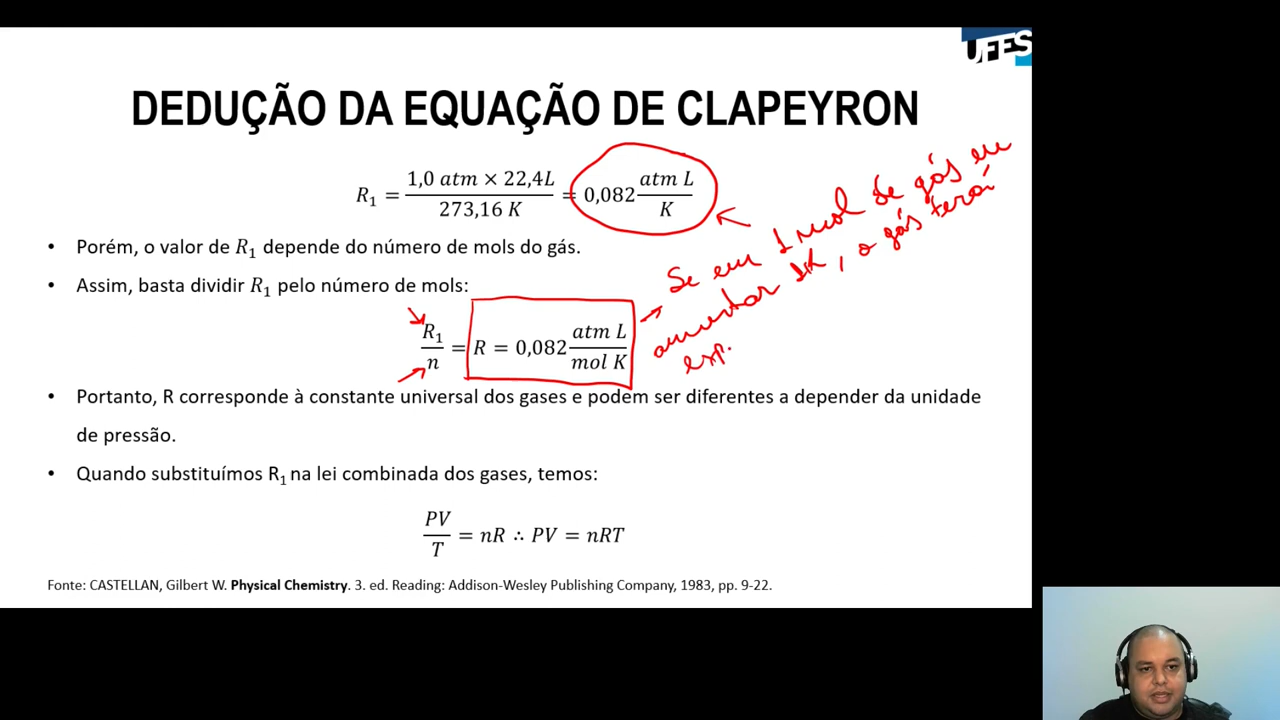 UFES
DEDUÇÃO DA EQUAÇÃO DE CLAPEYRON
R₁ = 1,0 atm × 22,4L / 273,16 K = 0,082 atm L / K
• Porém, o valor de R₁ depende do número de mols do gás.
• Assim, basta dividir R₁ pelo número de mols:
R₁ / n = R = 0,082 atm L / mol K
Se em 1 mol se gás eu
aumentar 1K, o gás terá
exp.
• Portanto, R corresponde à constante universal dos gases e podem ser diferentes a depender da unidade
de pressão.
• Quando substituímos R₁ na lei combinada dos gases, temos:
PV / T = nR ∴ PV = nRT
Fonte: CASTELLAN, Gilbert W. Physical Chemistry. 3. ed. Reading: Addison-Wesley Publishing Company, 1983, pp. 9-22.